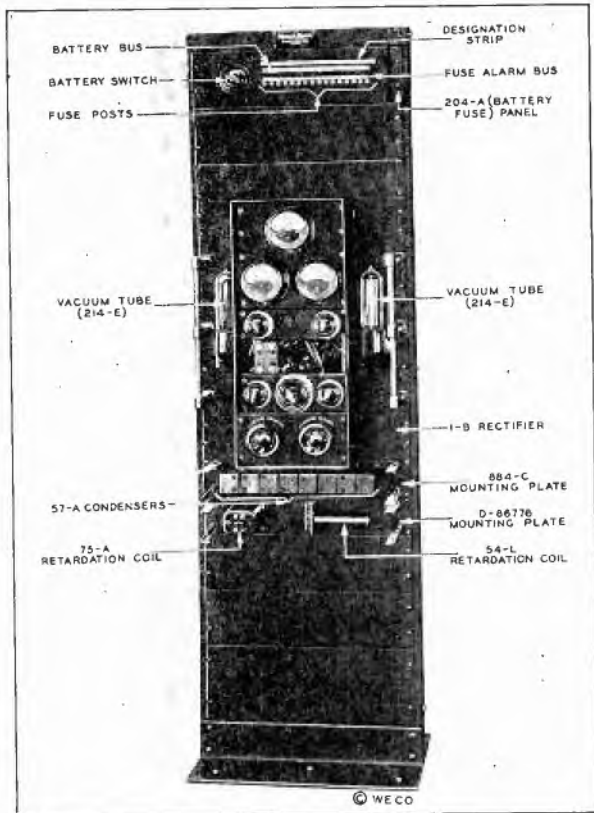 BATTERY BUS
DESIGNATION
STRIP
BATTERY SWITCH
FUSE ALARM BUS
FUSE POSTS
204-A (BATTERY
FUSE) PANEL
VACUUM TUBE
(214-E)
VACUUM TUBE
(214-E)
1-B RECTIFIER
884-C
MOUNTING PLATE
57-A CONDENSERS
D-86776
MOUNTING PLATE
75-A
RETARDATION COIL
54-L
RETARDATION COIL
© WECO